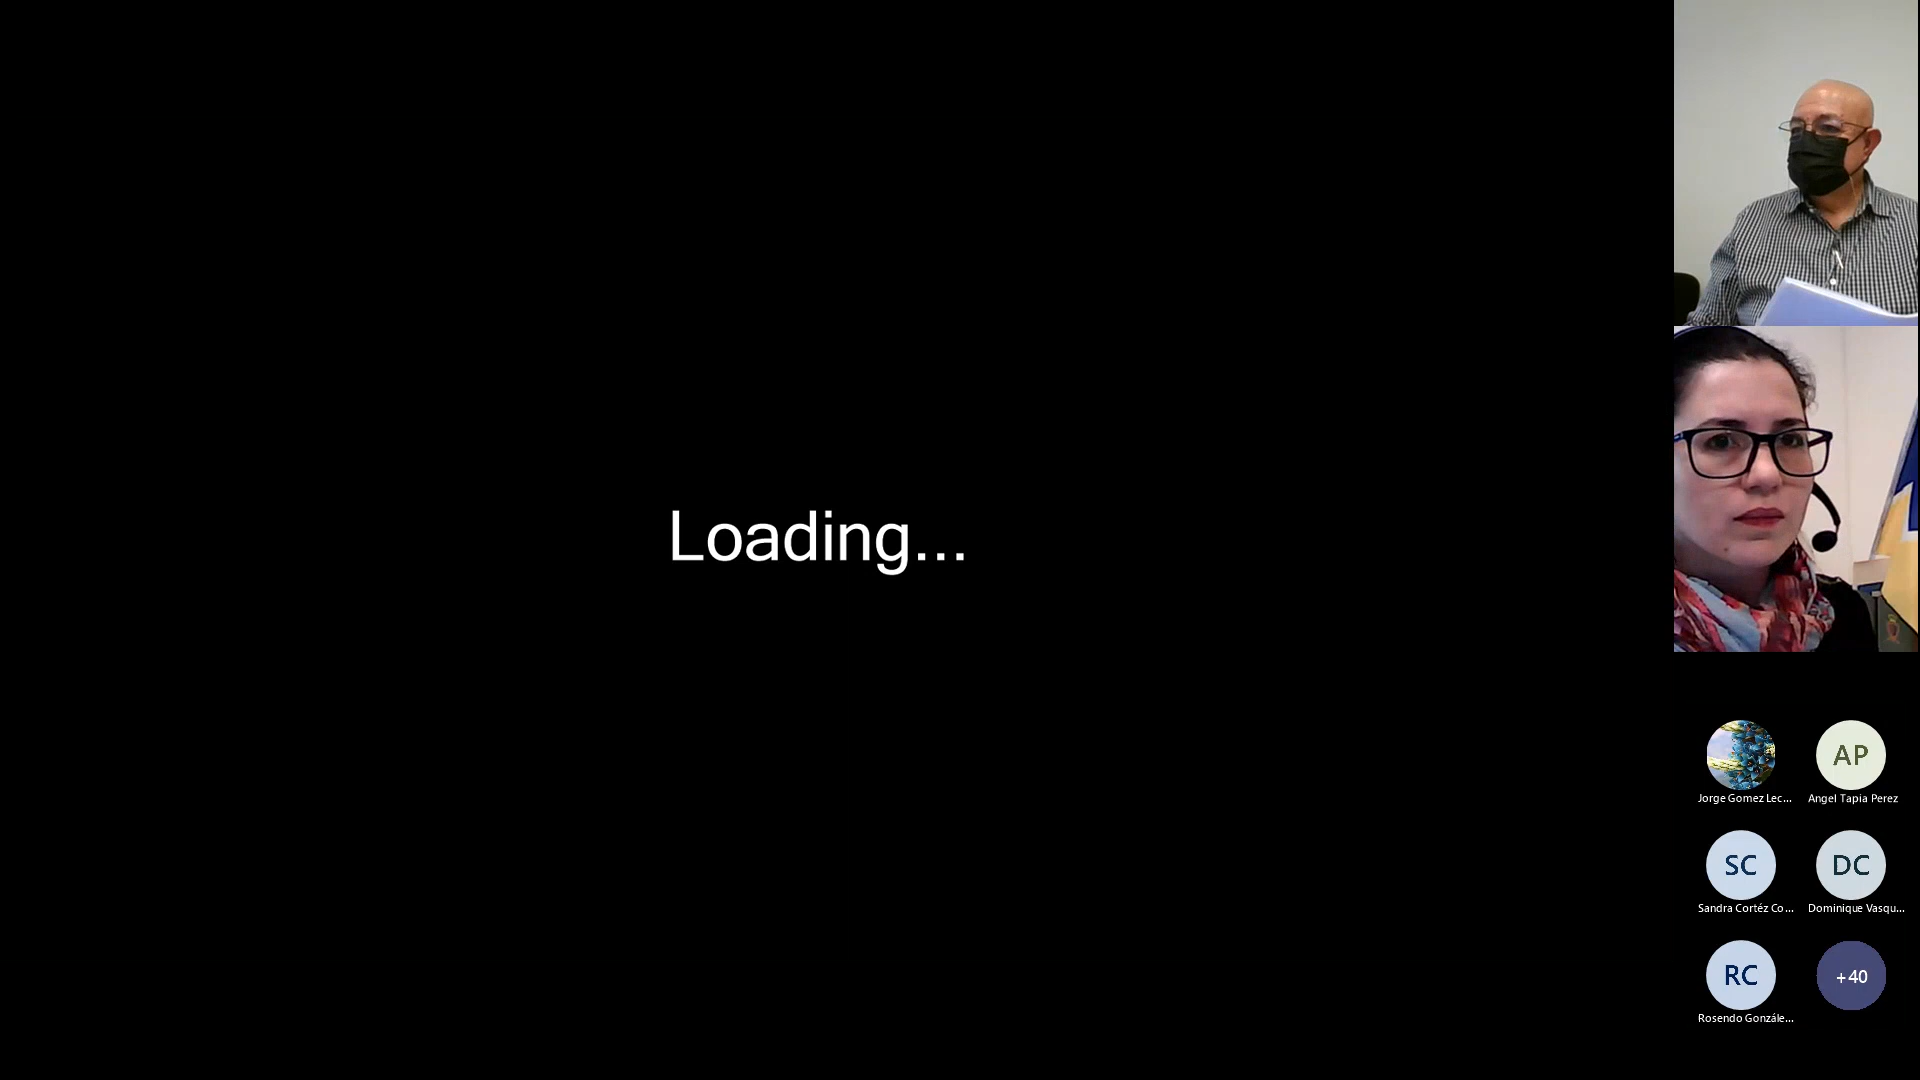 Loading...
Jorge Gomez Lec...
AP
Angel Tapia Perez
SC
Sandra Cortéz Co...
DC
Dominique Vasqu...
RC
Rosendo Gonzále...
+40